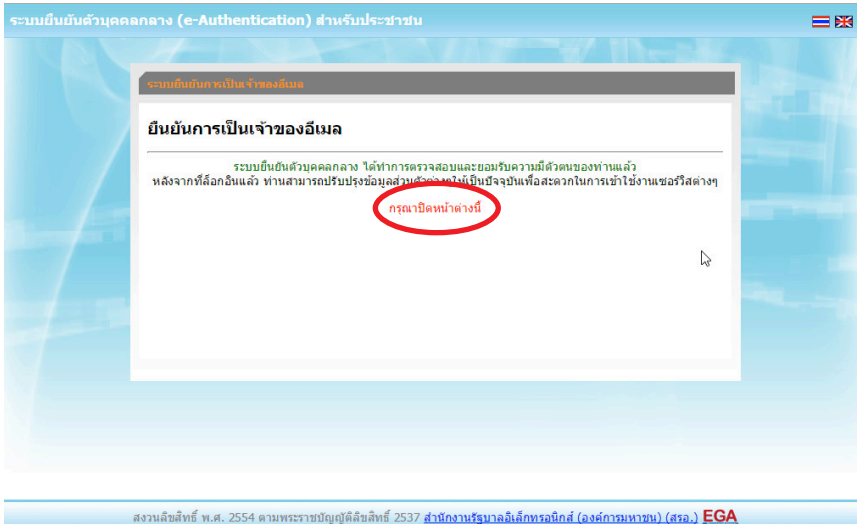 ระบบยืนยันตัวบุคคลกลาง (e-Authentication) สำหรับประชาชน
ระบบยืนยันการเป็นเจ้าของอีเมล
ยืนยันการเป็นเจ้าของอีเมล
ระบบยืนยันตัวบุคคลกลาง ได้ทำการตรวจสอบและยอมรับความมีตัวตนของท่านแล้ว
หลังจากที่ล็อกอินแล้ว ท่านสามารถปรับปรุงข้อมูลส่วนตัวต่างๆให้เป็นปัจจุบันเพื่อสะดวกในการเข้าใช้งานเซอร์วิสต่างๆ
กรุณาปิดหน้าต่างนี้
สงวนลิขสิทธิ์ พ.ศ. 2554 ตามพระราชบัญญัติลิขสิทธิ์ 2537 สำนักงานรัฐบาลอิเล็กทรอนิกส์ (องค์การมหาชน) (สรอ.) EGA